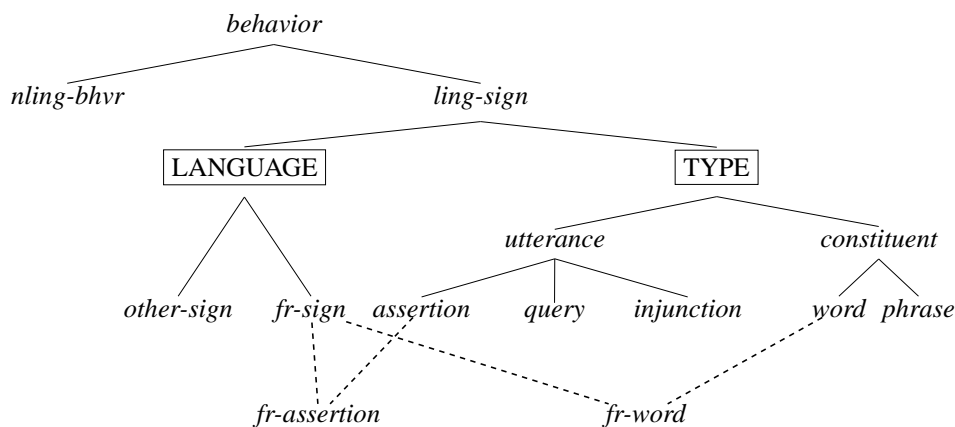 behavior
nling-bhvr ling-sign
LANGUAGE TYPE
utterance constituent
other-sign fr-sign assertion query injunction word phrase
fr-assertion fr-word